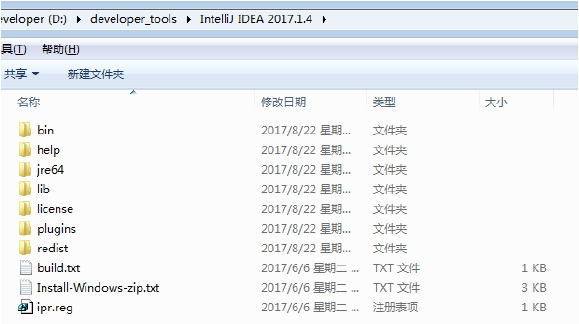 eveloper (D:) ▸ developer_tools ▸ IntelliJ IDEA 2017.1.4 ▸
具(T) 帮助(H)
共享 ▼ 新建文件夹
名称 修改日期 类型 大小
bin 2017/8/22 星期... 文件夹
help 2017/8/22 星期... 文件夹
jre64 2017/8/22 星期... 文件夹
lib 2017/8/22 星期... 文件夹
license 2017/8/22 星期... 文件夹
plugins 2017/8/22 星期... 文件夹
redist 2017/8/22 星期... 文件夹
build.txt 2017/6/6 星期二 ... TXT 文件 1 KB
Install-Windows-zip.txt 2017/6/6 星期二 ... TXT 文件 3 KB
ipr.reg 2017/6/6 星期二 ... 注册表项 1 KB